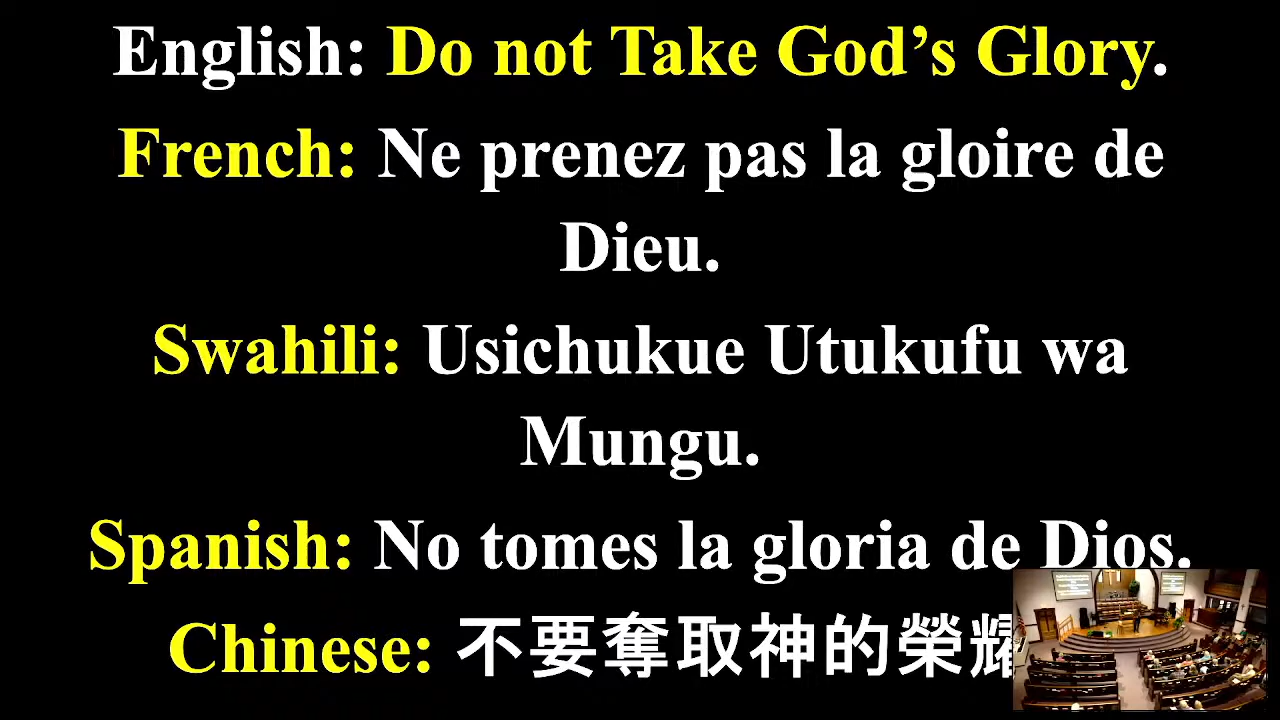 English: Do not Take God’s Glory.
French: Ne prenez pas la gloire de
Dieu.
Swahili: Usichukue Utukufu wa
Mungu.
Spanish: No tomes la gloria de Dios.
Chinese: 不要奪取神的榮耀